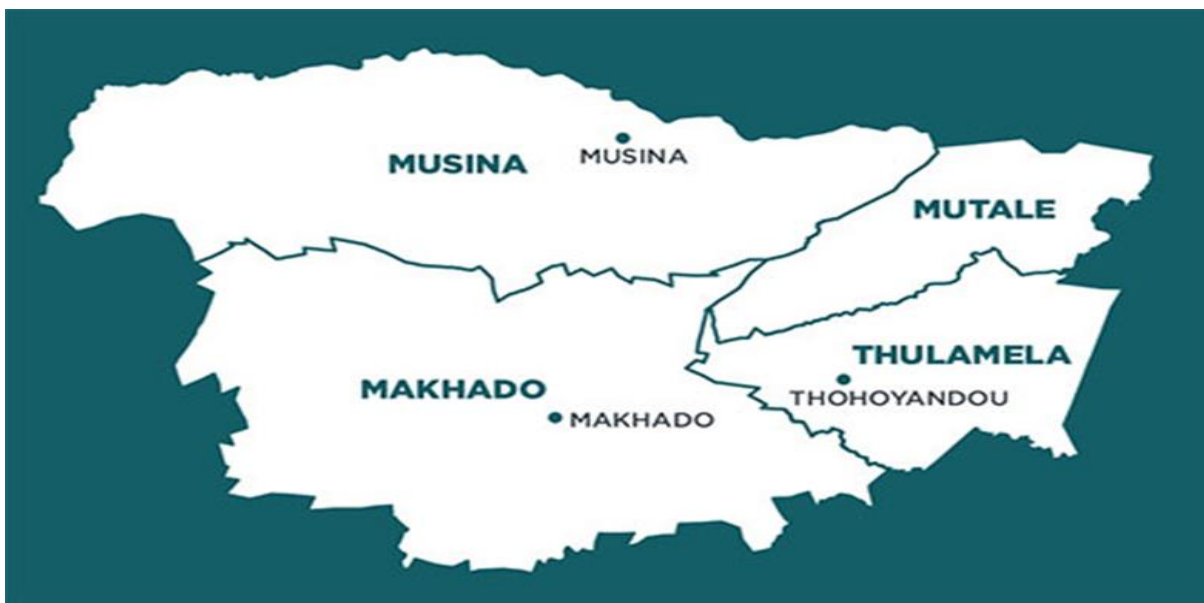 MUSINA
MUSINA
MUTALE
THULAMELA
MAKHADO
THOHOYANDOU
MAKHADO